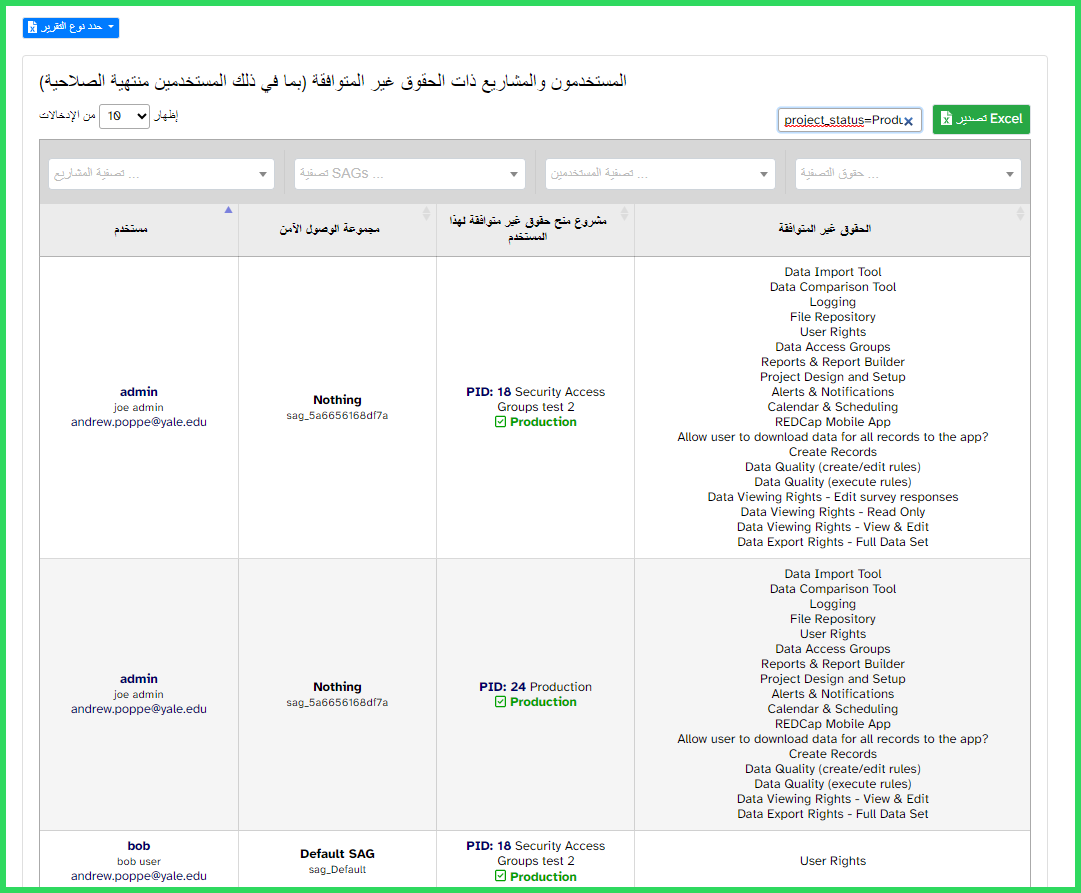 حدد نوع التقرير
المستخدمون والمشاريع ذات الحقوق غير المتوافقة (بما في ذلك المستخدمين منتهية الصلاحية)
إظهار 10 من الإدخالات
project_status=Produ
تصدير Excel
تصفية المشاريع ...
تصفية SAGs ...
تصفية المستخدمين ...
حقوق التصفية ...
مستخدم
مجموعة الوصول الآمن
مشروع منح حقوق غير متوافقة لهذا
المستخدم
الحقوق غير المتوافقة
admin
joe admin
andrew.poppe@yale.edu
Nothing
sag_5a6656168df7a
PID: 18 Security Access
Groups test 2
Production
Data Import Tool
Data Comparison Tool
Logging
File Repository
User Rights
Data Access Groups
Reports & Report Builder
Project Design and Setup
Alerts & Notifications
Calendar & Scheduling
REDCap Mobile App
Allow user to download data for all records to the app?
Create Records
Data Quality (create/edit rules)
Data Quality (execute rules)
Data Viewing Rights - Edit survey responses
Data Viewing Rights - Read Only
Data Viewing Rights - View & Edit
Data Export Rights - Full Data Set
admin
joe admin
andrew.poppe@yale.edu
Nothing
sag_5a6656168df7a
PID: 24 Production
Production
Data Import Tool
Data Comparison Tool
Logging
File Repository
User Rights
Data Access Groups
Reports & Report Builder
Project Design and Setup
Alerts & Notifications
Calendar & Scheduling
REDCap Mobile App
Allow user to download data for all records to the app?
Create Records
Data Quality (create/edit rules)
Data Quality (execute rules)
Data Viewing Rights - View & Edit
Data Export Rights - Full Data Set
bob
bob user
andrew.poppe@yale.edu
Default SAG
sag_Default
PID: 18 Security Access
Groups test 2
Production
User Rights